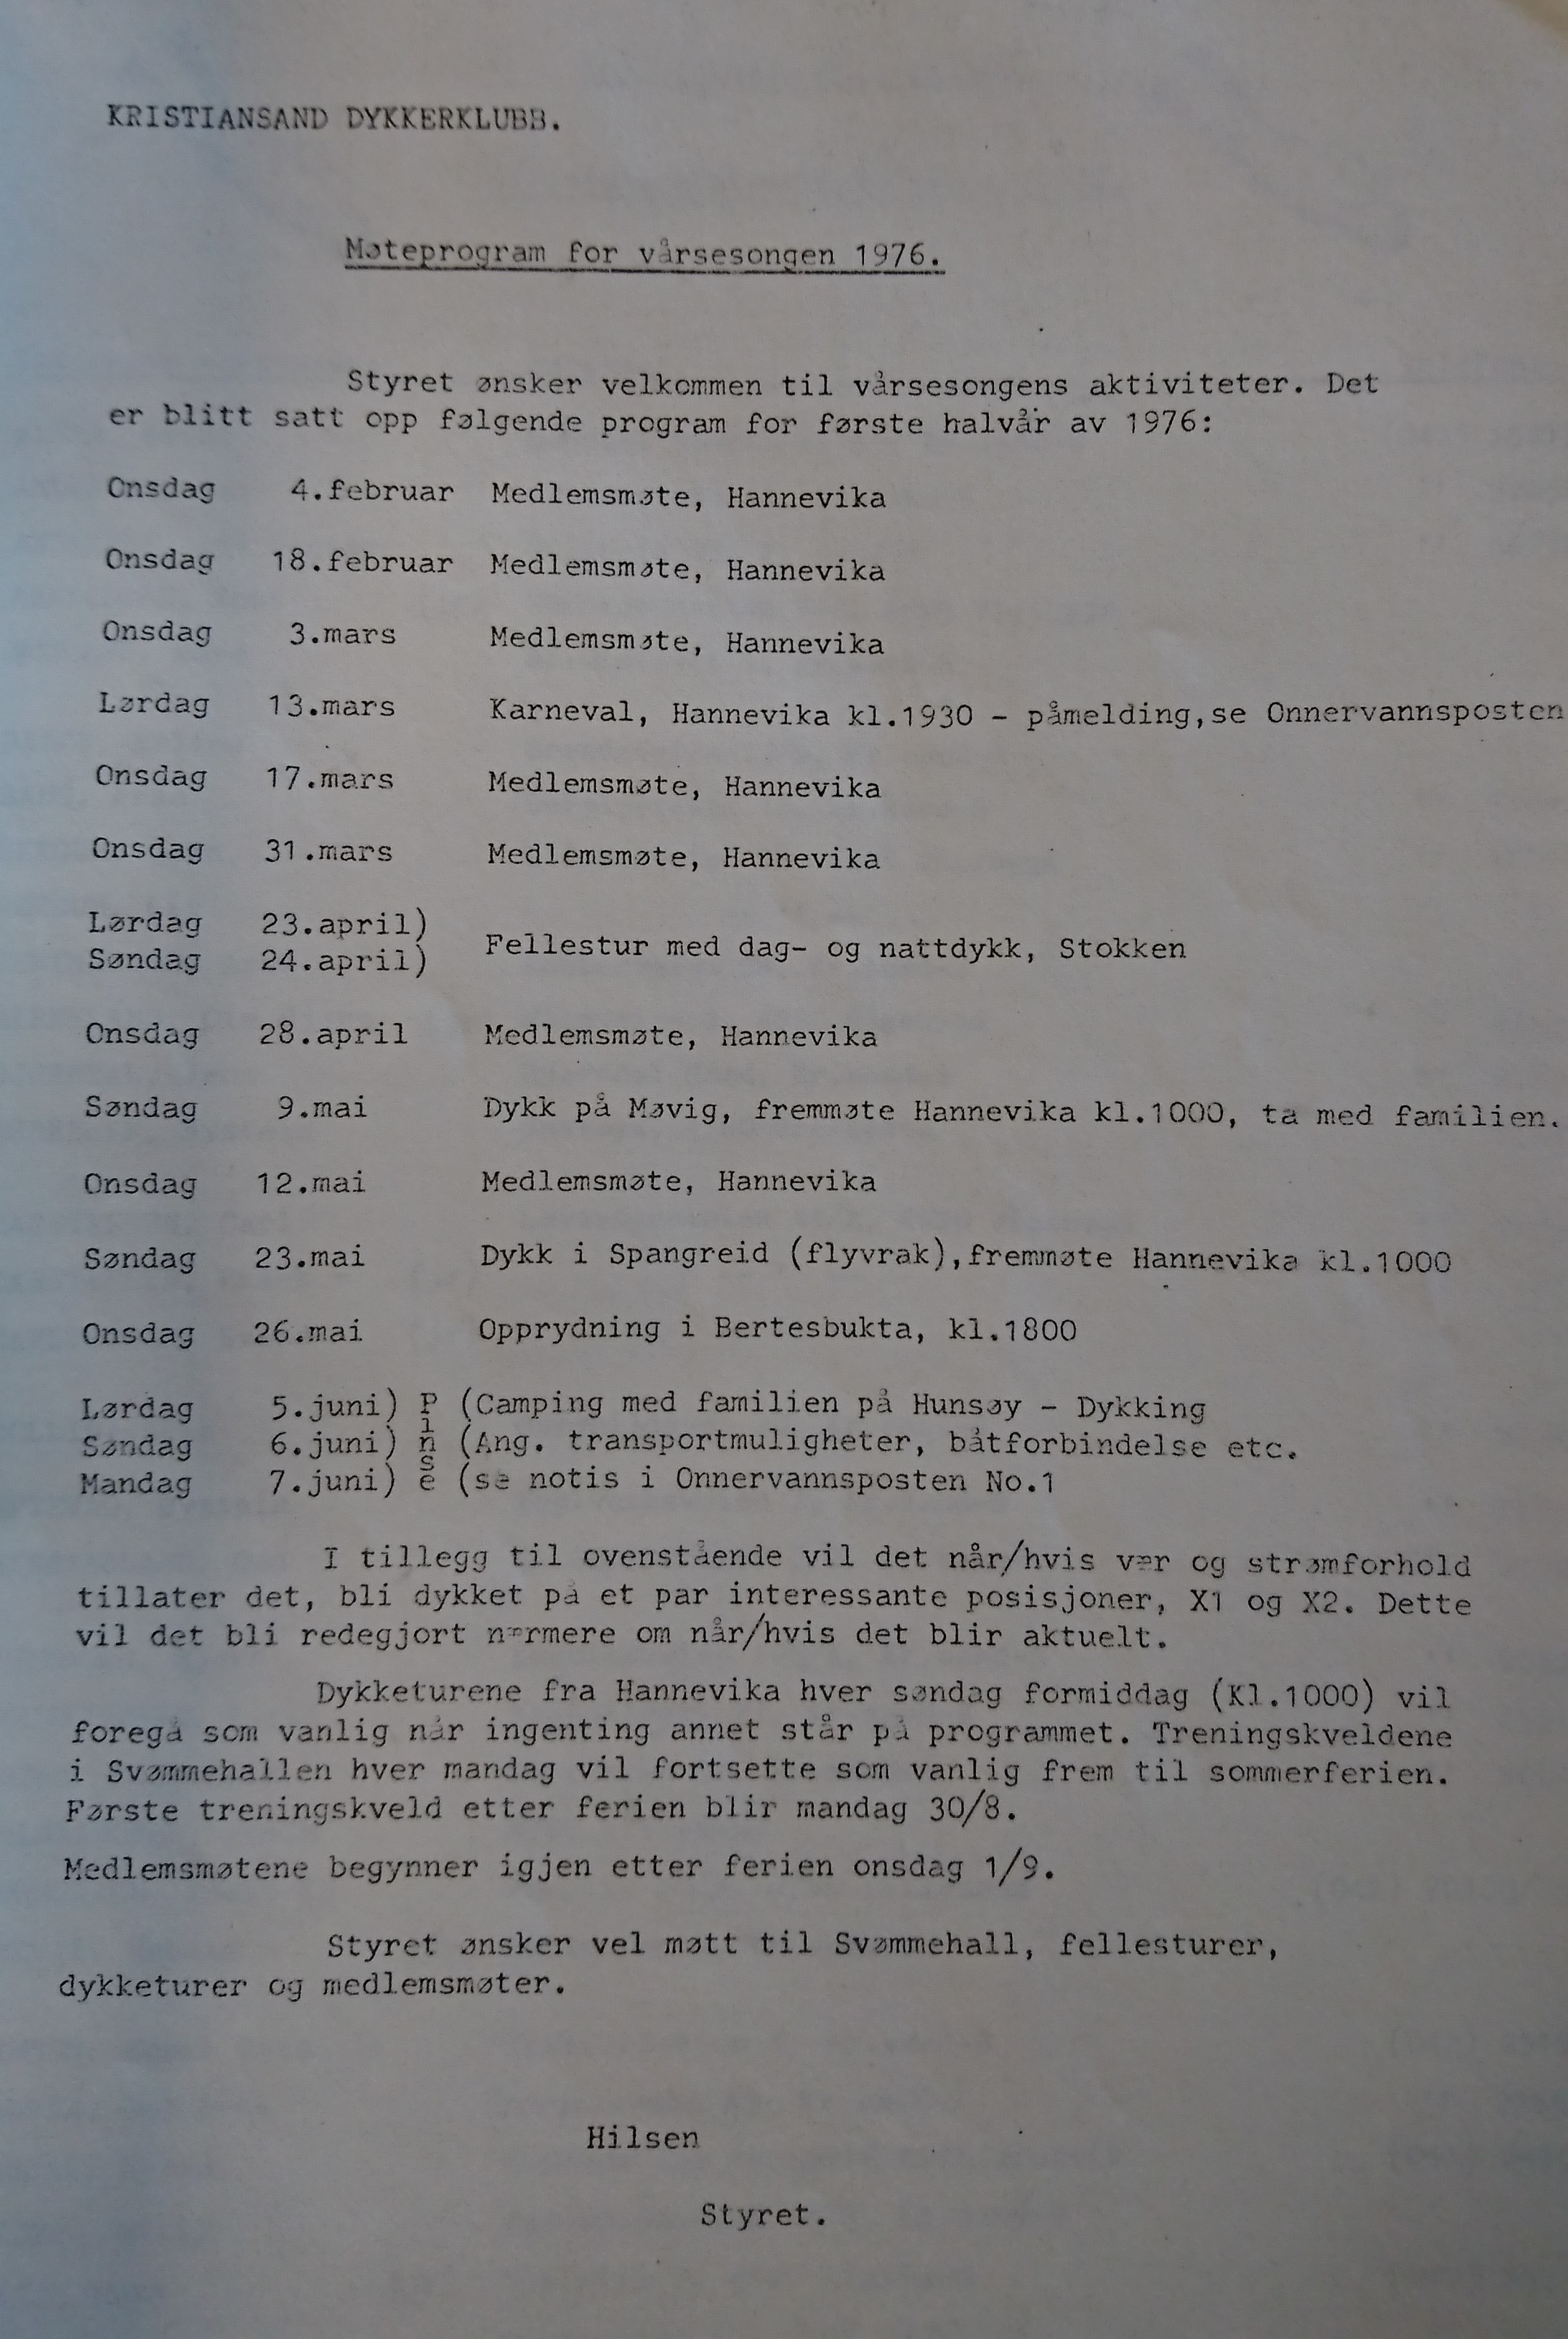 KRISTIANSAND DYKKERKLUBB.
Møteprogram for vårsesongen 1976.
Styret ønsker velkommen til vårsesongens aktiviteter. Det
er blitt satt opp følgende program for første halvår av 1976:
Onsdag 4.februar Medlemsmøte, Hannevika
Onsdag 18.februar Medlemsmøte, Hannevika
Onsdag 3.mars Medlemsmøte, Hannevika
Lørdag 13.mars Karneval, Hannevika kl.1930 - påmelding,se Onnervannsposten
Onsdag 17.mars Medlemsmøte, Hannevika
Onsdag 31.mars Medlemsmøte, Hannevika
Lørdag 23.april)
Søndag 24.april) Fellestur med dag- og nattdykk, Stokken
Onsdag 28.april Medlemsmøte, Hannevika
Søndag 9.mai Dykk på Møvig, fremmøte Hannevika kl.1000, ta med familien.
Onsdag 12.mai Medlemsmøte, Hannevika
Søndag 23.mai Dykk i Spangreid (flyvrak),fremmøte Hannevika kl.1000
Onsdag 26.mai Opprydning i Bertesbukta, kl.1800
Lørdag 5.juni) P (Camping med familien på Hunsøy - Dykking
i
Søndag 6.juni) n (Ang. transportmuligheter, båtforbindelse etc.
s
Mandag 7.juni) e (se notis i Onnervannsposten No.1
I tillegg til ovenstående vil det når/hvis vær og strømforhold
tillater det, bli dykket på et par interessante posisjoner, X1 og X2. Dette
vil det bli redegjort nærmere om når/hvis det blir aktuelt.
Dykketurene fra Hannevika hver søndag formiddag (Kl.1000) vil
foregå som vanlig når ingenting annet står på programmet. Treningskveldene
i Svømmehallen hver mandag vil fortsette som vanlig frem til sommerferien.
Første treningskveld etter ferien blir mandag 30/8.
Medlemsmøtene begynner igjen etter ferien onsdag 1/9.
Styret ønsker vel møtt til Svømmehall, fellesturer,
dykketurer og medlemsmøter.
Hilsen
Styret.